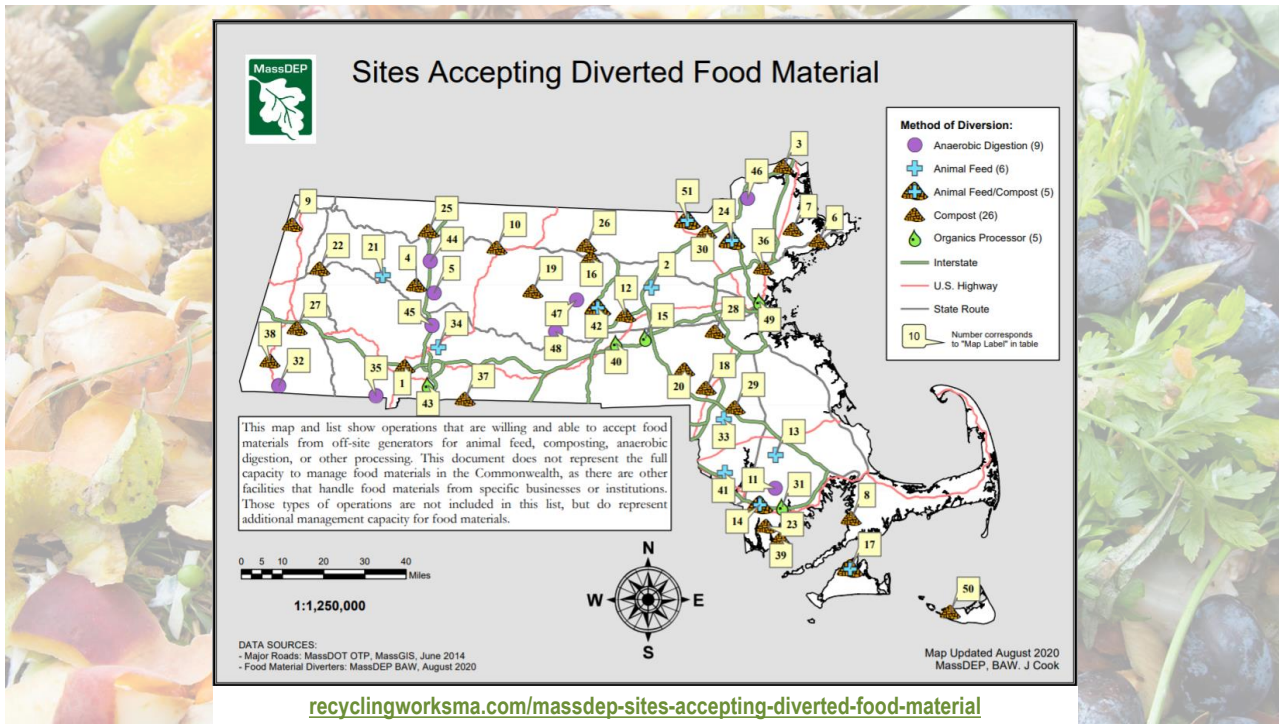 MassDEP
Sites Accepting Diverted Food Material
Method of Diversion:
Anaerobic Digestion (9)
Animal Feed (6)
Animal Feed/Compost (5)
Compost (26)
Organics Processor (5)
Interstate
U.S. Highway
State Route
10
Number corresponds
to "Map Label" in table
3
46
51
24
7
6
9
25
10
26
30
36
22
21
4
44
5
19
16
2
27
45
34
47
12
42
15
28
49
38
32
35
1
43
37
48
40
20
18
29
33
13
41
11
31
8
14
23
39
17
50
This map and list show operations that are willing and able to accept food
materials from off-site generators for animal feed, composting, anaerobic
digestion, or other processing. This document does not represent the full
capacity to manage food materials in the Commonwealth, as there are other
facilities that handle food materials from specific businesses or institutions.
Those types of operations are not included in this list, but do represent
additional management capacity for food materials.
0 5 10 20 30 40
Miles
1:1,250,000
N
W
E
S
DATA SOURCES:
- Major Roads: MassDOT OTP, MassGIS, June 2014
- Food Material Diverters: MassDEP BAW, August 2020
Map Updated August 2020
MassDEP, BAW. J Cook
recyclingworksma.com/massdep-sites-accepting-diverted-food-material